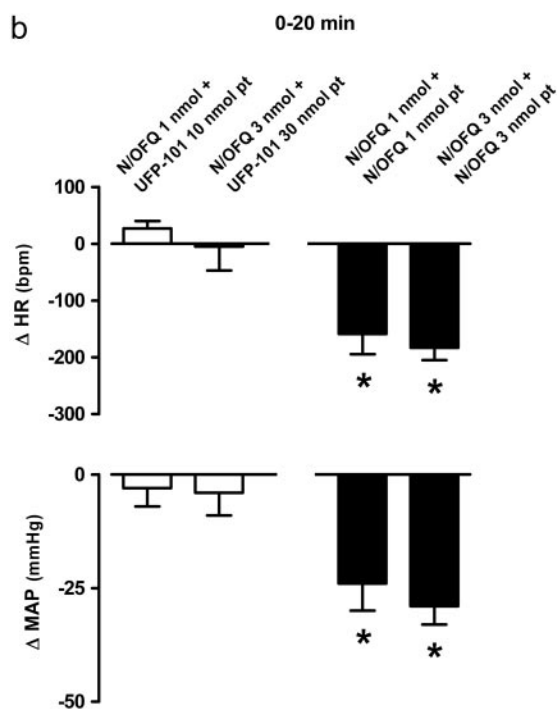 b
0-20 min
N/OFQ 1 nmol +
UFP-101 10 nmol pt
N/OFQ 3 nmol +
UFP-101 30 nmol pt
N/OFQ 1 nmol +
N/OFQ 1 nmol pt
N/OFQ 3 nmol +
N/OFQ 3 nmol pt
Δ HR (bpm)
100
0
-100
-200
-300
* *
Δ MAP (mmHg)
0
-25
-50
* *